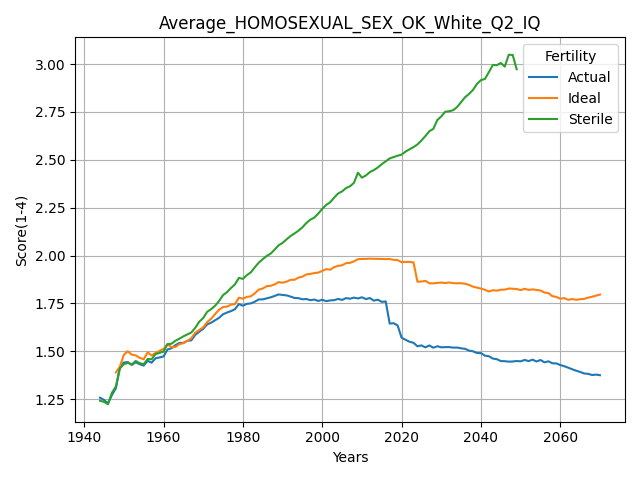 Average_HOMOSEXUAL_SEX_OK_White_Q2_IQ
Fertility
Actual
Ideal
Sterile
Score(1-4)
3.00
2.75
2.50
2.25
2.00
1.75
1.50
1.25
1940 1960 1980 2000 2020 2040 2060
Years